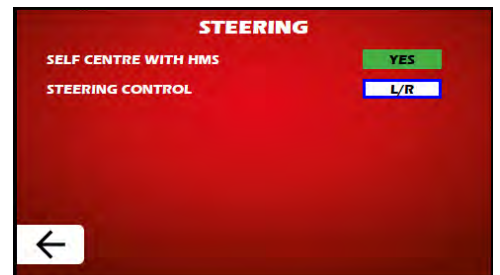 STEERING
SELF CENTRE WITH HMS YES
STEERING CONTROL L/R